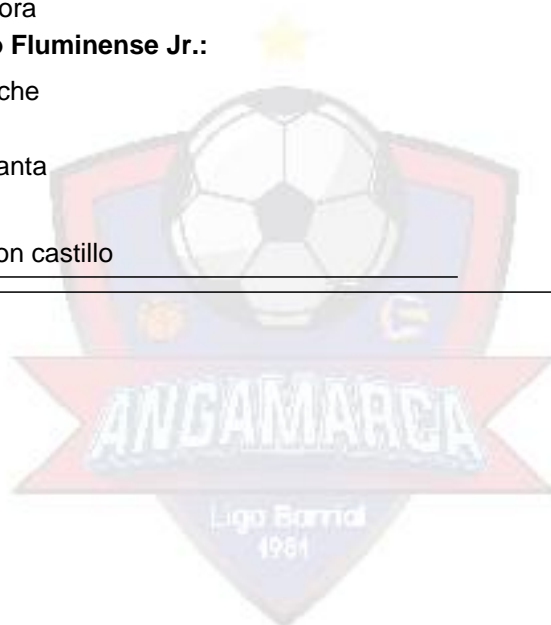 ora
o Fluminense Jr.:
che
anta
on castillo
ANGAMARCA
Liga Barrial
1981